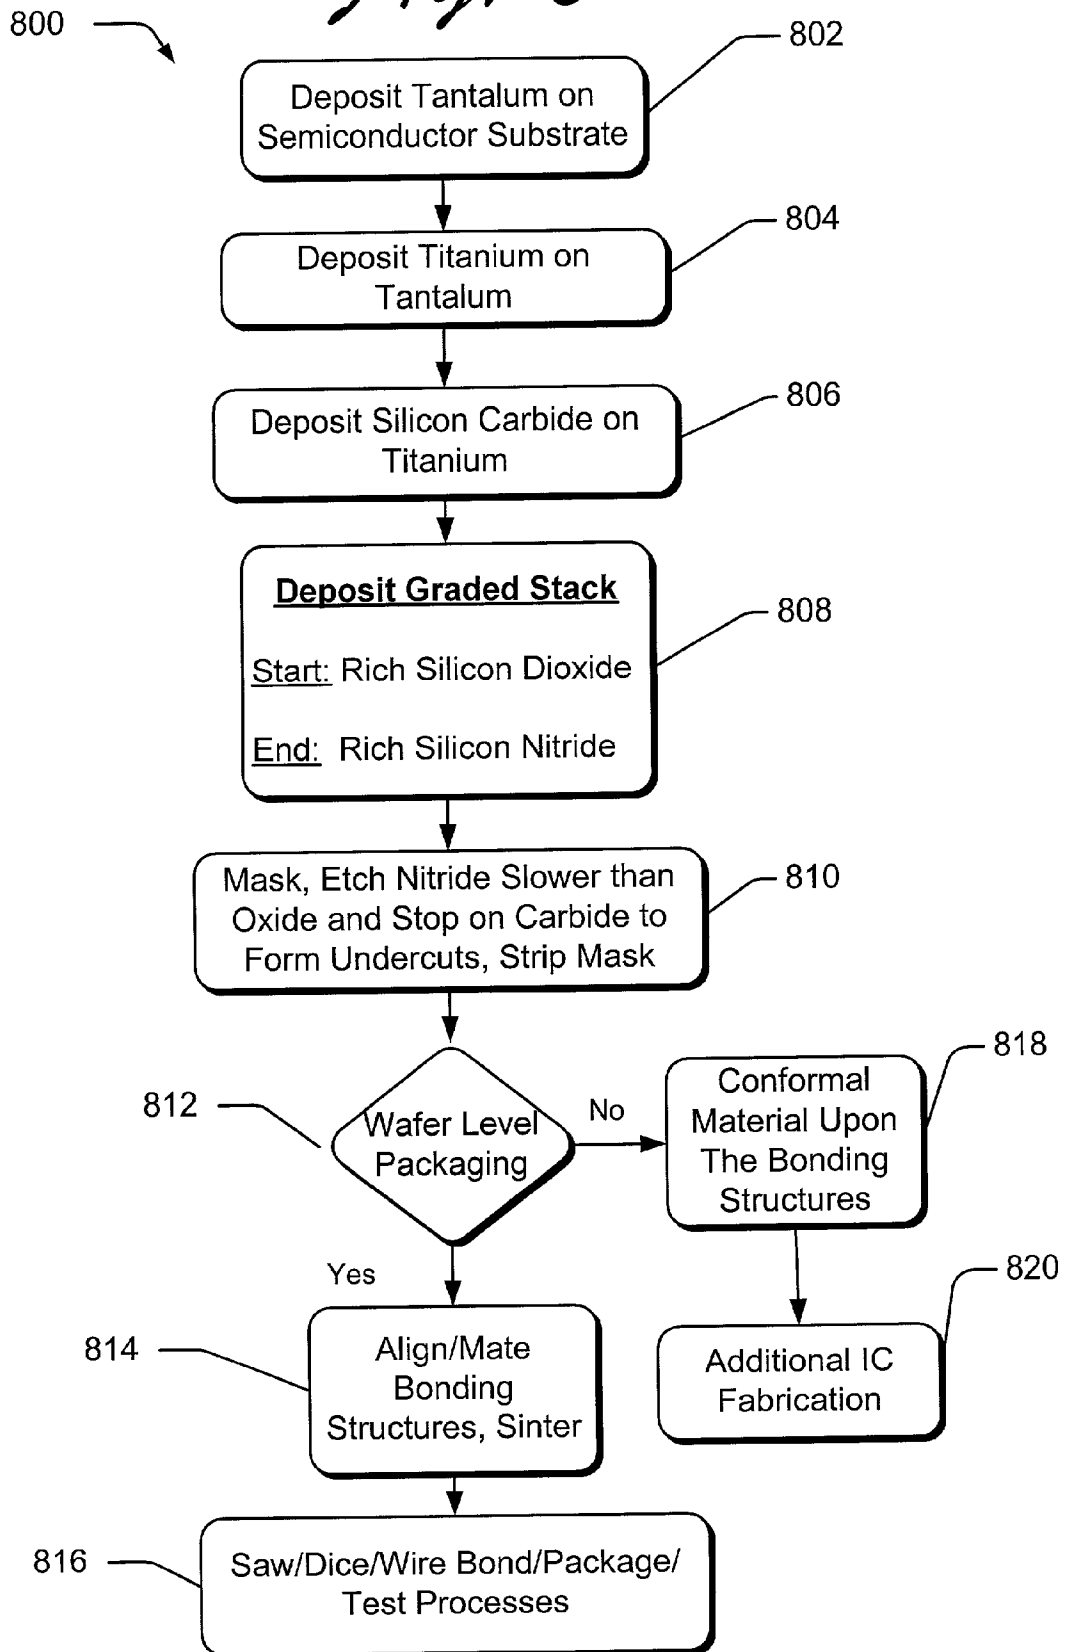 800
802
Deposit Tantalum on
Semiconductor Substrate
804
Deposit Titanium on
Tantalum
806
Deposit Silicon Carbide on
Titanium
Deposit Graded Stack
808
Start: Rich Silicon Dioxide
End: Rich Silicon Nitride
810
Mask, Etch Nitride Slower than
Oxide and Stop on Carbide to
Form Undercuts, Strip Mask
812
Wafer Level
Packaging
No
818
Conformal
Material Upon
The Bonding
Structures
Yes
820
814
Align/Mate
Bonding
Structures, Sinter
Additional IC
Fabrication
816
Saw/Dice/Wire Bond/Package/
Test Processes